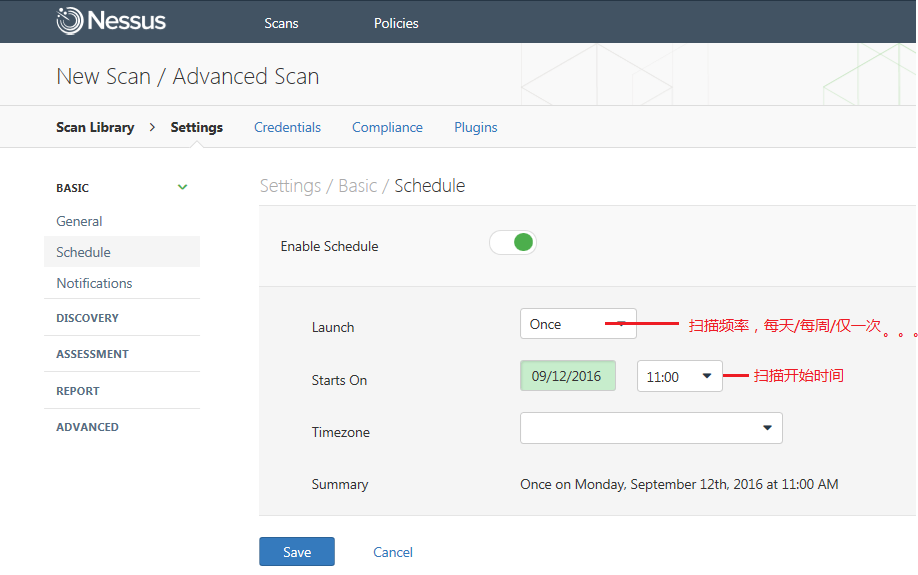 Nessus Scans Policies
New Scan / Advanced Scan
Scan Library > Settings Credentials Compliance Plugins
BASIC
General
Schedule
Notifications
DISCOVERY
ASSESSMENT
REPORT
ADVANCED
Settings / Basic / Schedule
Enable Schedule
Launch Once 扫描频率，每天/每周/仅一次。。。
Starts On 09/12/2016 11:00 扫描开始时间
Timezone
Summary Once on Monday, September 12th, 2016 at 11:00 AM
Save Cancel